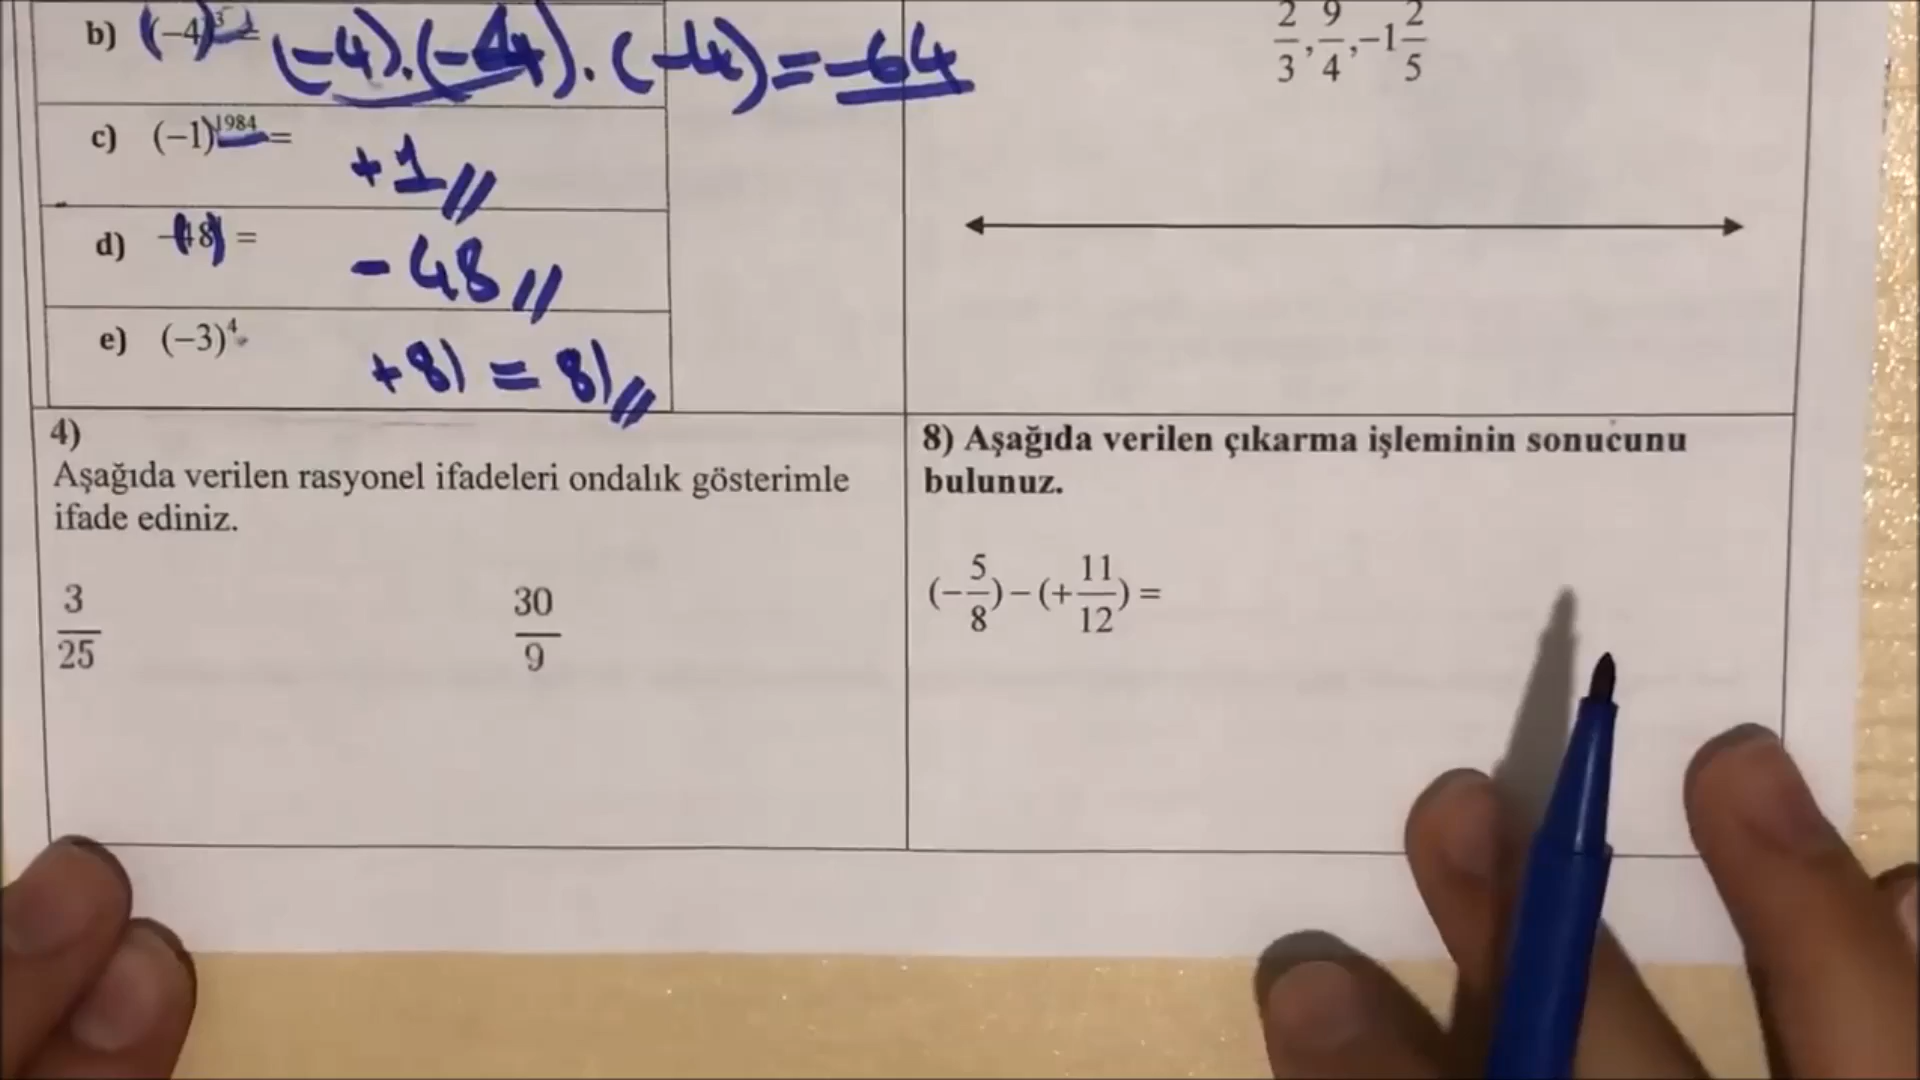 b) (−4)³ = (−4).(−4).(−4) = −64
c) (−1)¹⁹⁸⁴ = +1 //
d) −(48) = −48 //
e) (−3)⁴ +81 = 81 //
4)
Aşağıda verilen rasyonel ifadeleri ondalık gösterimle
ifade ediniz.
3/25 30/9
2/3, 9/4, −1 2/5
8) Aşağıda verilen çıkarma işleminin sonucunu
bulunuz.
(−5/8) − (+11/12) =